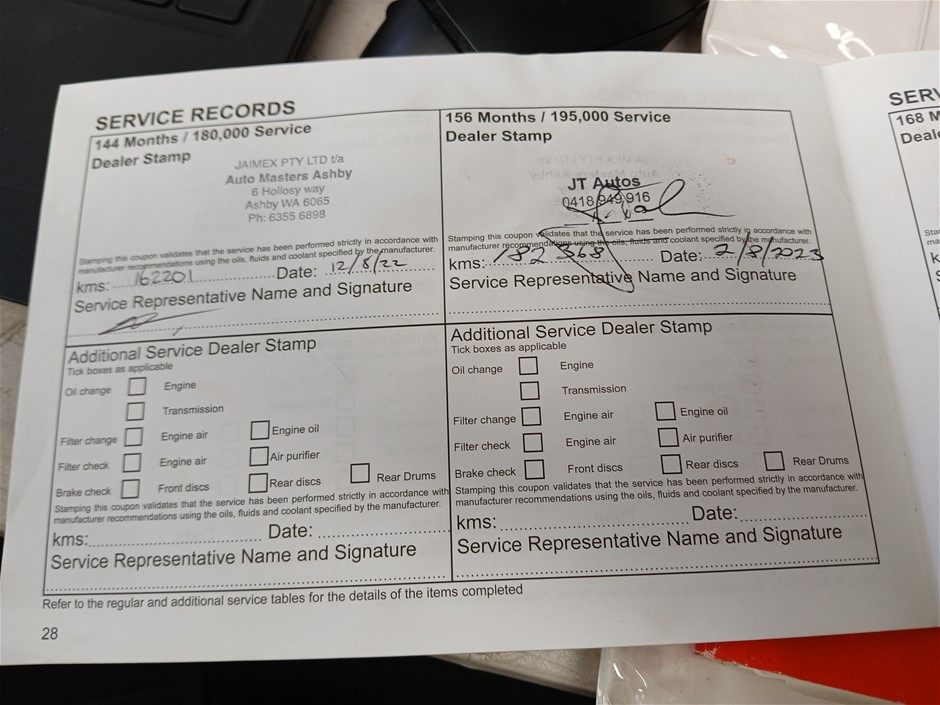 SERVICE RECORDS
144 Months / 180,000 Service
Dealer Stamp
JAIMEX PTY LTD t/a
Auto Masters Ashby
6 Hollosy way
Ashby WA 6065
Ph: 6355 6898
Stamping this coupon validates that the service has been performed strictly in accordance with
manufacturer recommendations using the oils, fluids and coolant specified by the manufacturer.
kms: 162201 Date: 12/8/22
Service Representative Name and Signature
Additional Service Dealer Stamp
Tick boxes as applicable
Oil change Engine
Transmission
Filter change Engine air Engine oil
Filter check Engine air Air purifier
Brake check Front discs Rear discs Rear Drums
Stamping this coupon validates that the service has been performed strictly in accordance with
manufacturer recommendations using the oils, fluids and coolant specified by the manufacturer.
kms: Date:
Service Representative Name and Signature
156 Months / 195,000 Service
Dealer Stamp
JT Autos
0418 949 916
Stamping this coupon validates that the service has been performed strictly in accordance with
manufacturer recommendations using the oils, fluids and coolant specified by the manufacturer.
kms: 182 368 Date: 2/8/2023
Service Representative Name and Signature
Additional Service Dealer Stamp
Tick boxes as applicable
Oil change Engine
Transmission
Filter change Engine air Engine oil
Filter check Engine air Air purifier
Brake check Front discs Rear discs Rear Drums
Stamping this coupon validates that the service has been performed strictly in accordance with
manufacturer recommendations using the oils, fluids and coolant specified by the manufacturer.
kms: Date:
Service Representative Name and Signature
Refer to the regular and additional service tables for the details of the items completed
28
SERV
168 M
Deale